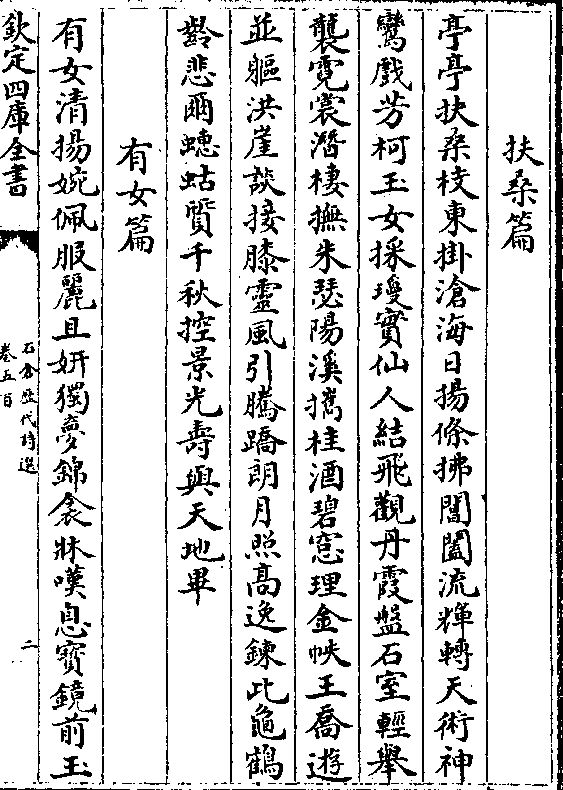 扶桑篇
亭亭扶桑枝東掛滄海日揚條拂閶闔流輝轉天術神
鸞戲芳柯玉女採瓊實仙人結飛觀丹霞盤石室輕舉
襲霓裳潛棲撫朱瑟陽溪攜桂酒碧窓理金帙王喬遊
並軀洪崖談接膝靈風引騰蹻朗月照高逸鍊此龜鶴
齡悲爾蟪蛄質千秋控景光壽與天地畢
有女篇
有女清揚婉佩服麗且姸獨夢錦衾牀嘆息寶鏡前玉
欽定四庫全書
石倉歷代詩選
卷五百
二